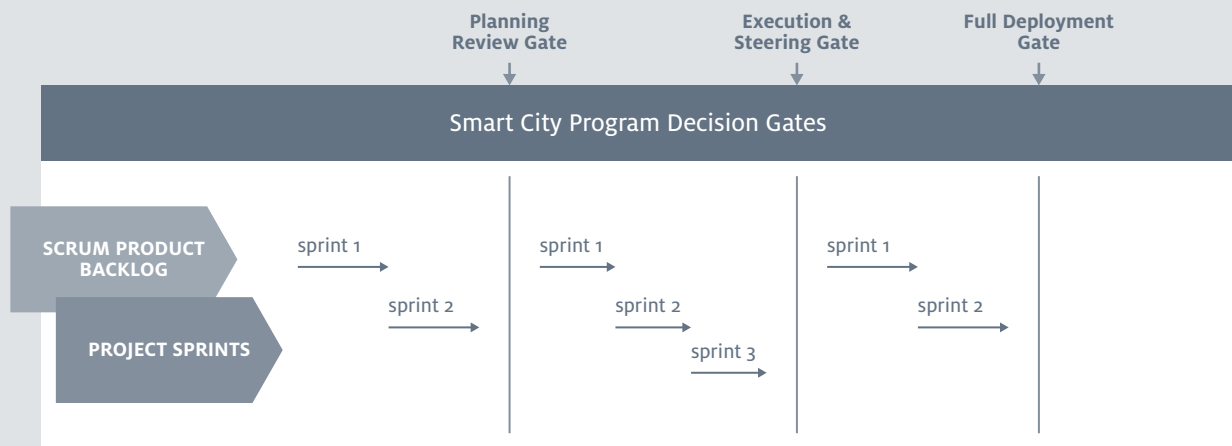 Planning
Review Gate
Execution &
Steering Gate
Full Deployment
Gate
Smart City Program Decision Gates
SCRUM PRODUCT
BACKLOG
PROJECT SPRINTS
sprint 1
sprint 2
sprint 1
sprint 2
sprint 3
sprint 1
sprint 2